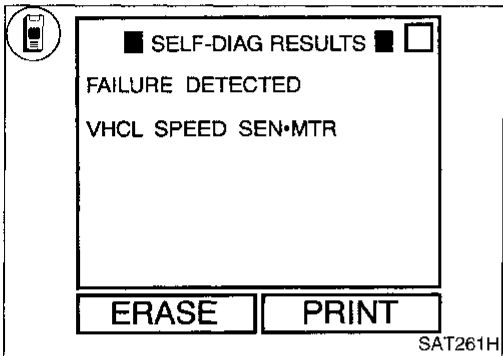 ■ SELF-DIAG RESULTS ■
FAILURE DETECTED
VHCL SPEED SEN•MTR
ERASE PRINT
SAT261H